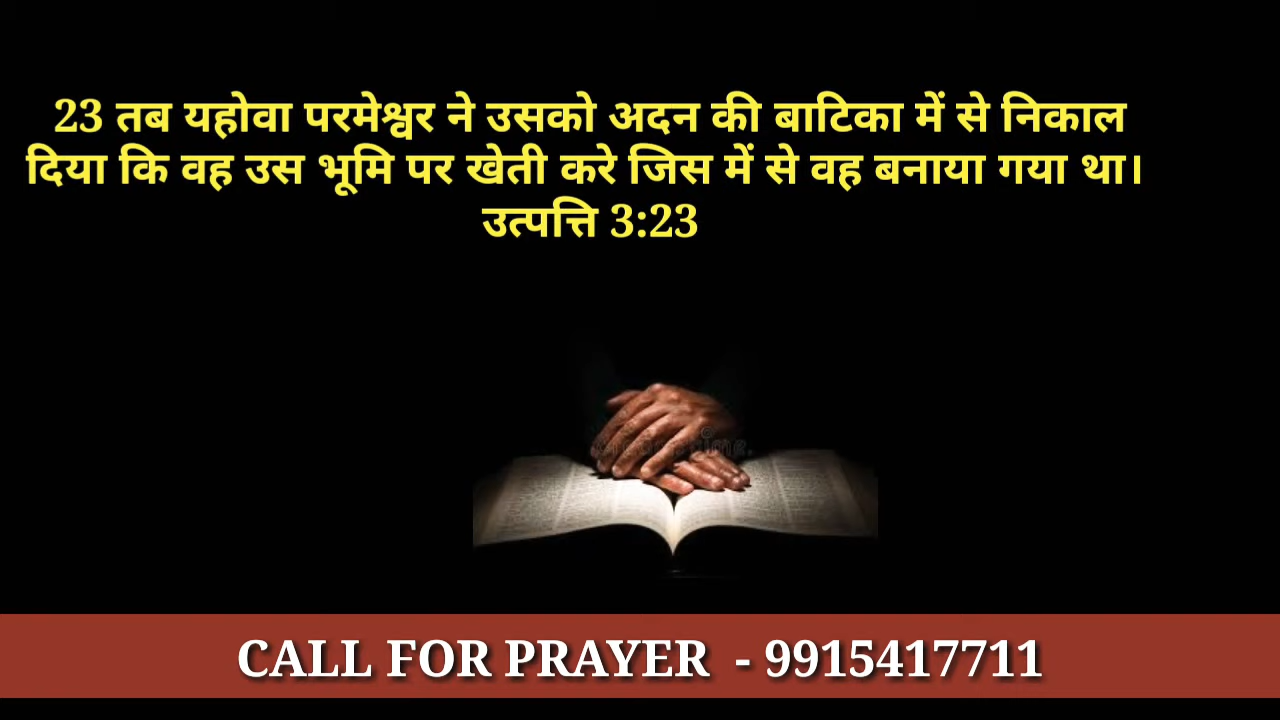 23 तब यहोवा परमेश्वर ने उसको अदन की बाटिका में से निकाल
दिया कि वह उस भूमि पर खेती करे जिस में से वह बनाया गया था।
उत्पत्ति 3:23
CALL FOR PRAYER - 9915417711